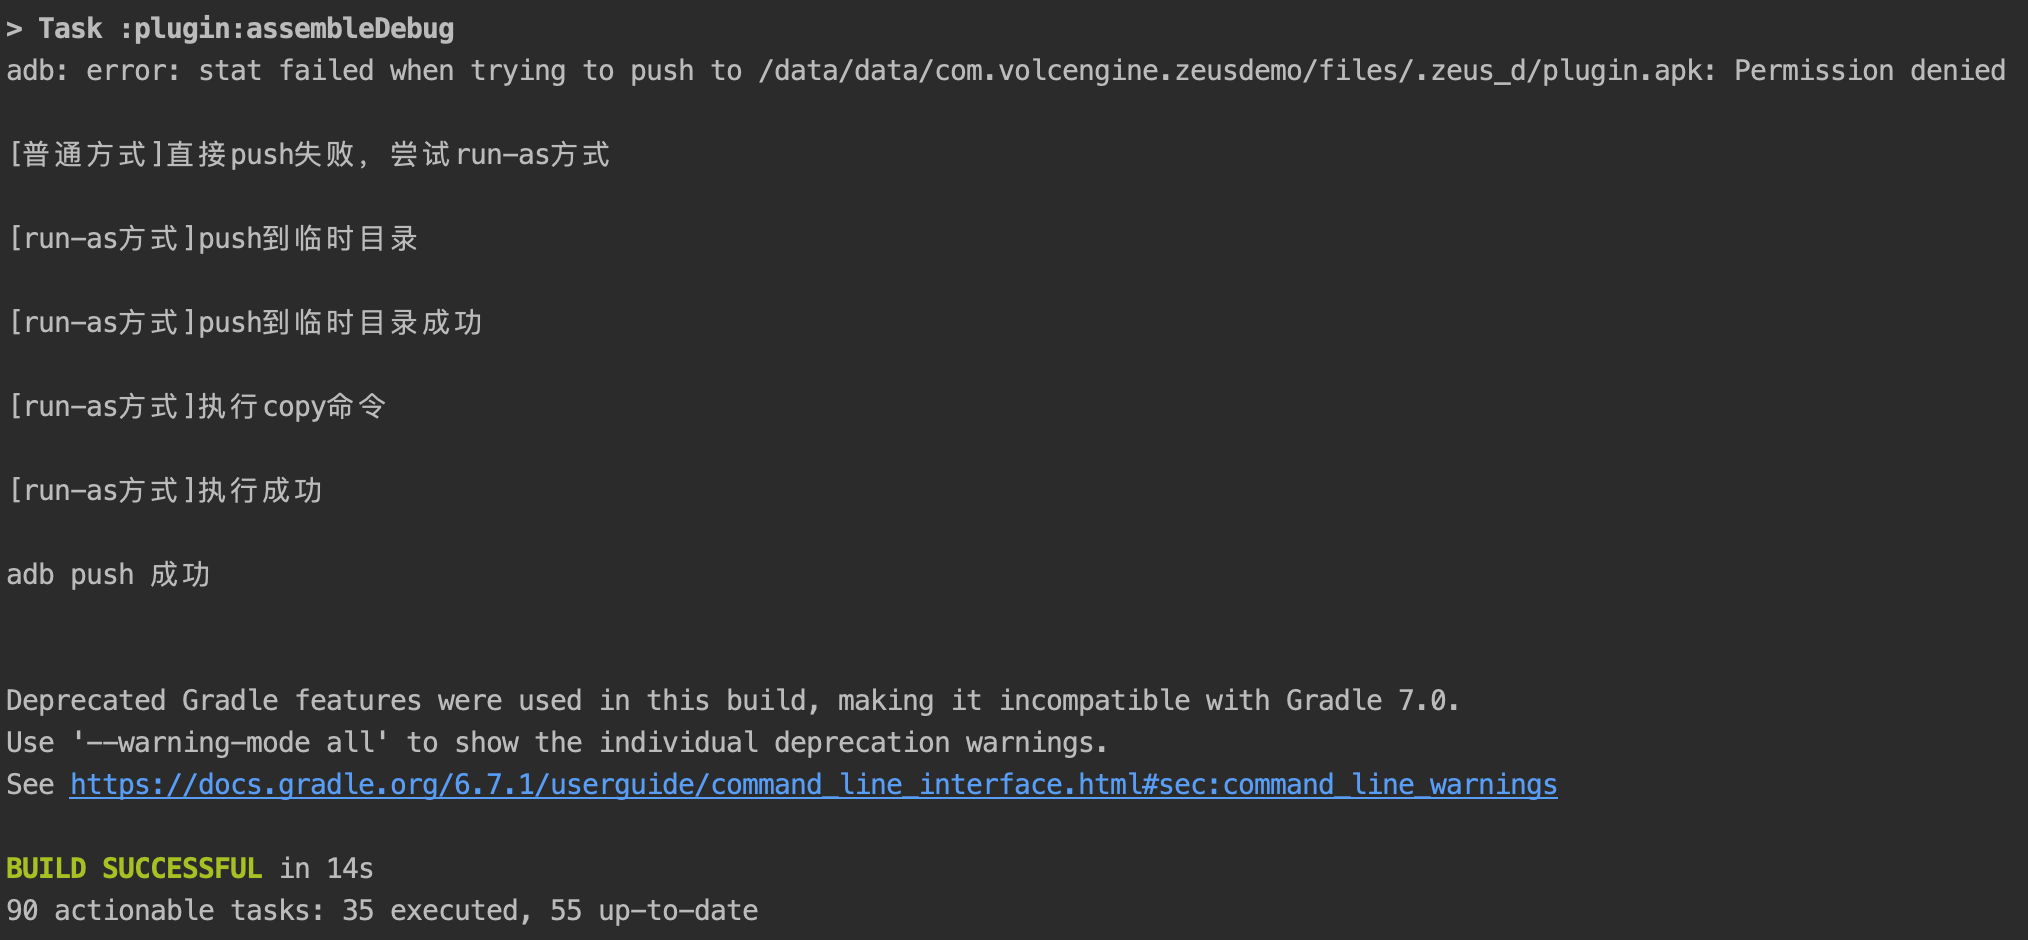 > Task :plugin:assembleDebug
adb: error: stat failed when trying to push to /data/data/com.volcengine.zeusdemo/files/.zeus_d/plugin.apk: Permission denied
[普通方式]直接push失败，尝试run-as方式
[run-as方式]push到临时目录
[run-as方式]push到临时目录成功
[run-as方式]执行copy命令
[run-as方式]执行成功
adb push 成功
Deprecated Gradle features were used in this build, making it incompatible with Gradle 7.0.
Use '--warning-mode all' to show the individual deprecation warnings.
See https://docs.gradle.org/6.7.1/userguide/command_line_interface.html#sec:command_line_warnings
BUILD SUCCESSFUL in 14s
90 actionable tasks: 35 executed, 55 up-to-date